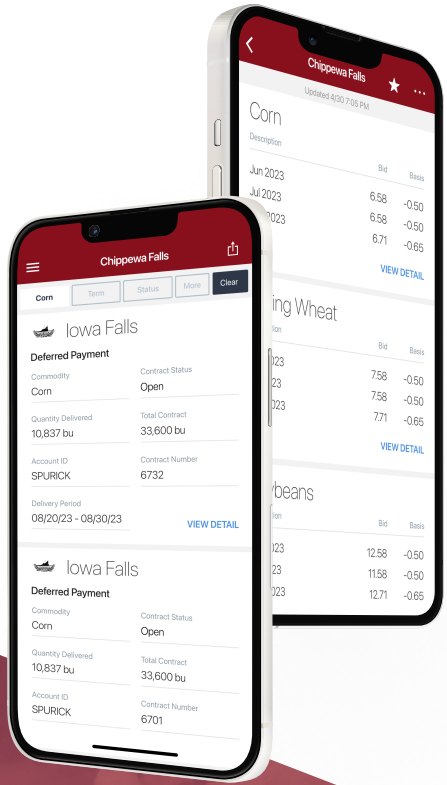 Chippewa Falls
Updated 4/30 7:05 PM
Corn
Description Bid Basis
Jun 2023 6.58 -0.50
Jul 2023 6.58 -0.50
2023 6.71 -0.65
VIEW DETAIL
ing Wheat
Bid Basis
23 7.58 -0.50
23 7.58 -0.50
023 7.71 -0.65
VIEW DETAIL
ybeans
Bid Basis
023 12.58 -0.50
23 11.58 -0.50
2023 12.71 -0.65
Chippewa Falls
Corn Term Status More Clear
Iowa Falls
Deferred Payment
Commodity Contract Status
Corn Open
Quantity Delivered Total Contract
10,837 bu 33,600 bu
Account ID Contract Number
SPURICK 6732
Delivery Period
08/20/23 - 08/30/23 VIEW DETAIL
Iowa Falls
Deferred Payment
Commodity Contract Status
Corn Open
Quantity Delivered Total Contract
10,837 bu 33,600 bu
Account ID Contract Number
SPURICK 6701